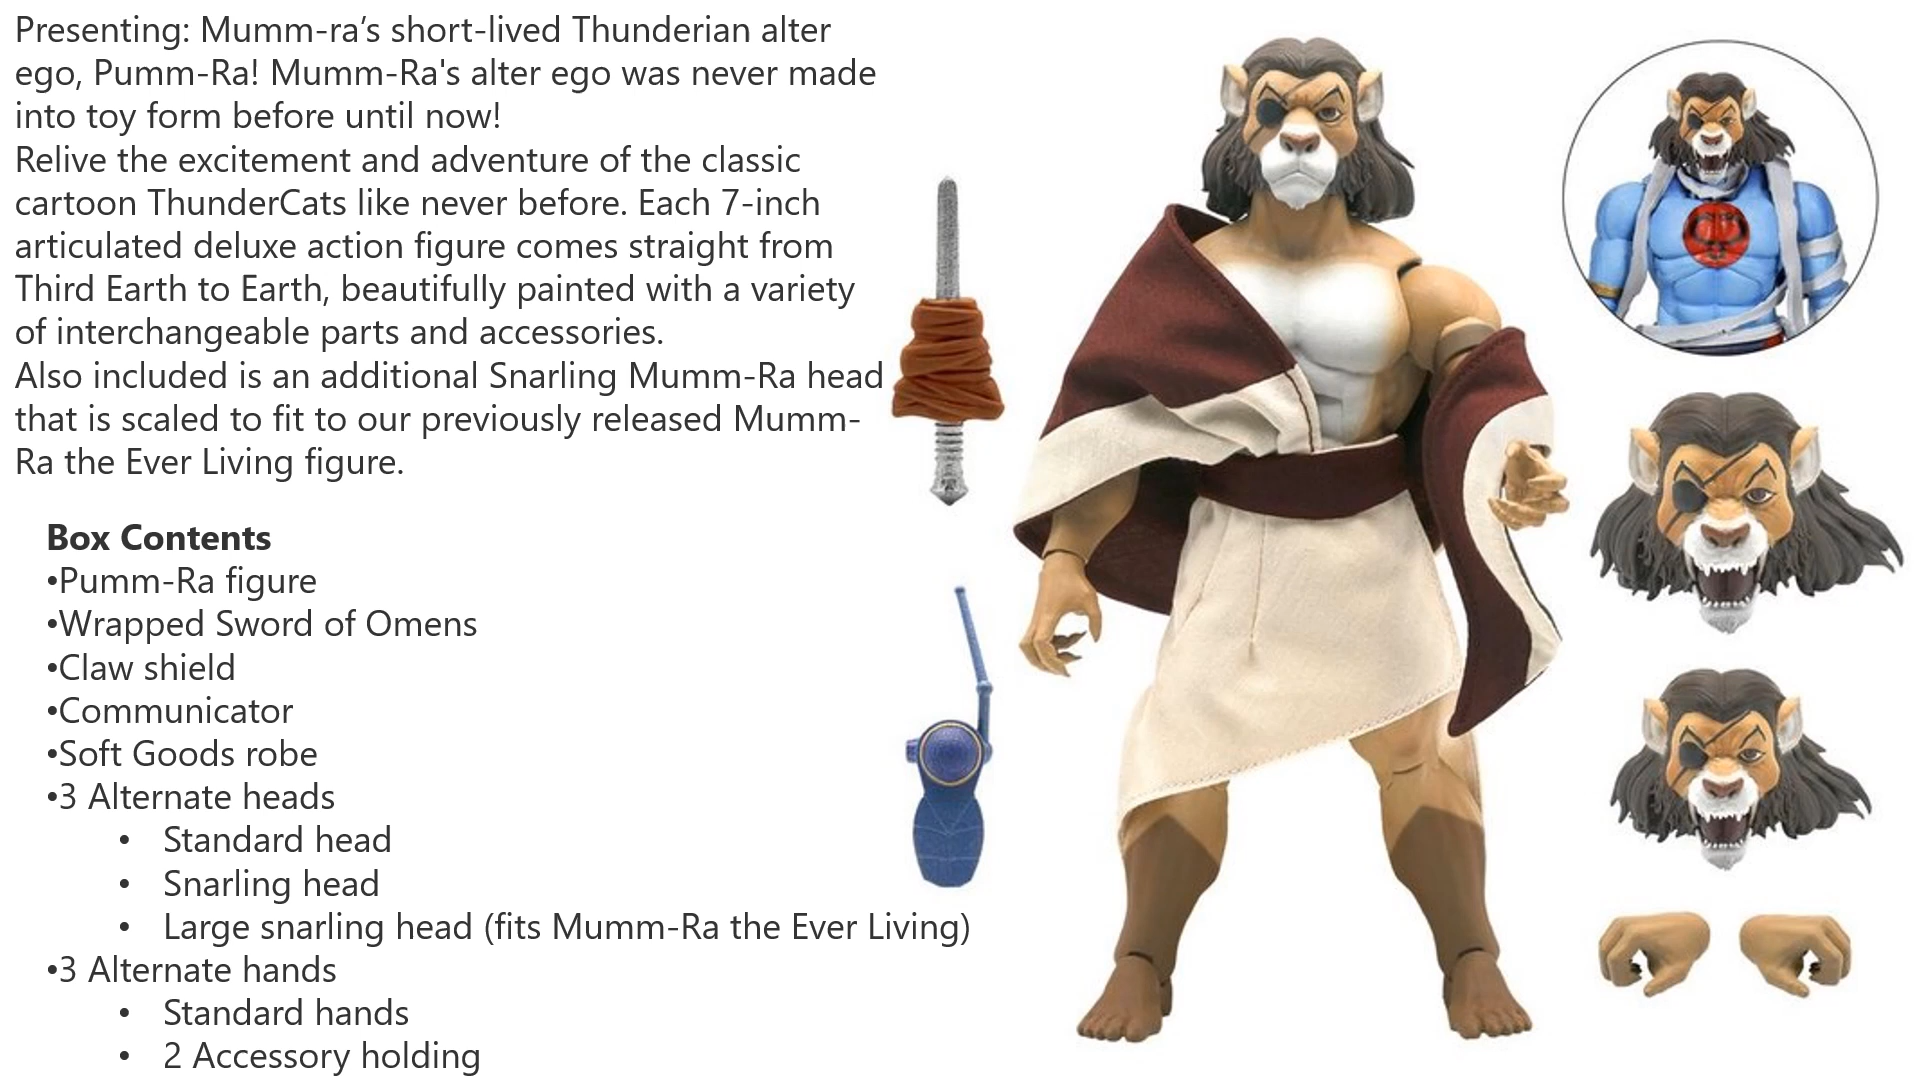 Presenting: Mumm-ra’s short-lived Thunderian alter
ego, Pumm-Ra! Mumm-Ra's alter ego was never made
into toy form before until now!
Relive the excitement and adventure of the classic
cartoon ThunderCats like never before. Each 7-inch
articulated deluxe action figure comes straight from
Third Earth to Earth, beautifully painted with a variety
of interchangeable parts and accessories.
Also included is an additional Snarling Mumm-Ra head
that is scaled to fit to our previously released Mumm-
Ra the Ever Living figure.
Box Contents
•Pumm-Ra figure
•Wrapped Sword of Omens
•Claw shield
•Communicator
•Soft Goods robe
•3 Alternate heads
• Standard head
• Snarling head
• Large snarling head (fits Mumm-Ra the Ever Living)
•3 Alternate hands
• Standard hands
• 2 Accessory holding